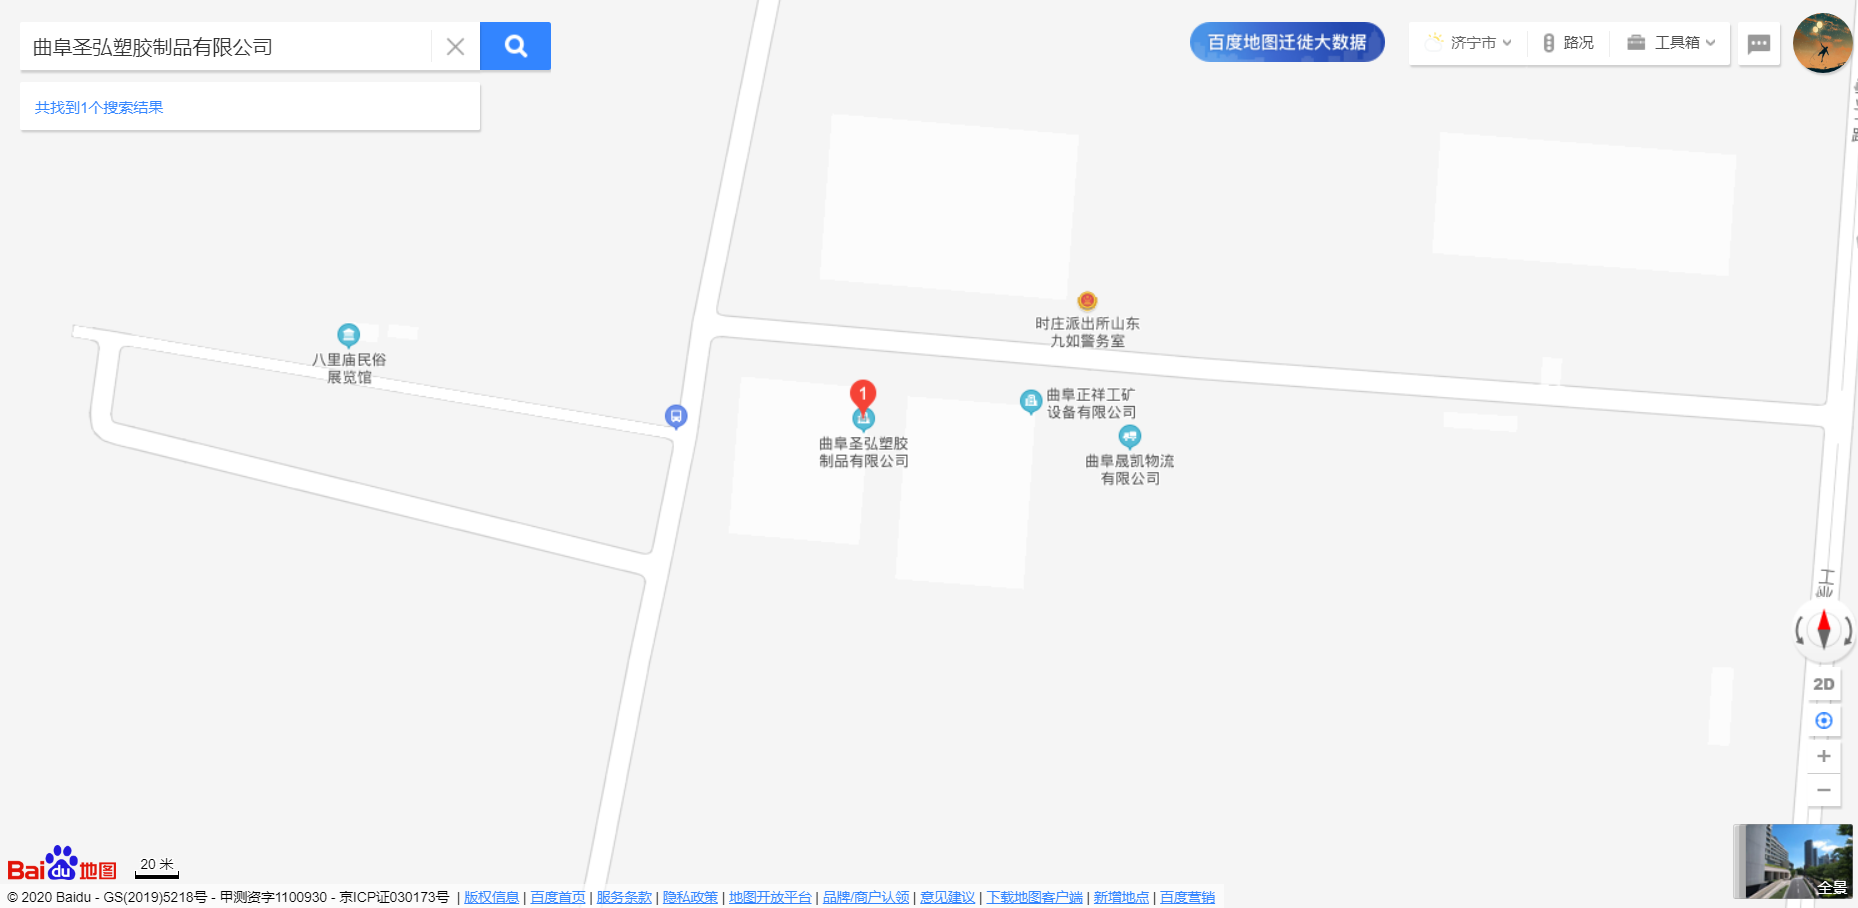 曲阜圣弘塑胶制品有限公司
百度地图迁徙大数据
济宁市
路况
工具箱
共找到1个搜索结果
时庄派出所山东
九如警务室
八里庙民俗
展览馆
1
曲阜正祥工矿
设备有限公司
曲阜圣弘塑胶
制品有限公司
曲阜晟凯物流
有限公司
工业
2D
全景
Bai du 地图
20 米
© 2020 Baidu - GS(2019)5218号 - 甲测资字1100930 - 京ICP证030173号 | 版权信息 | 百度首页 | 服务条款 | 隐私政策 | 地图开放平台 | 品牌/商户认领 | 意见建议 | 下载地图客户端 | 新增地点 | 百度营销